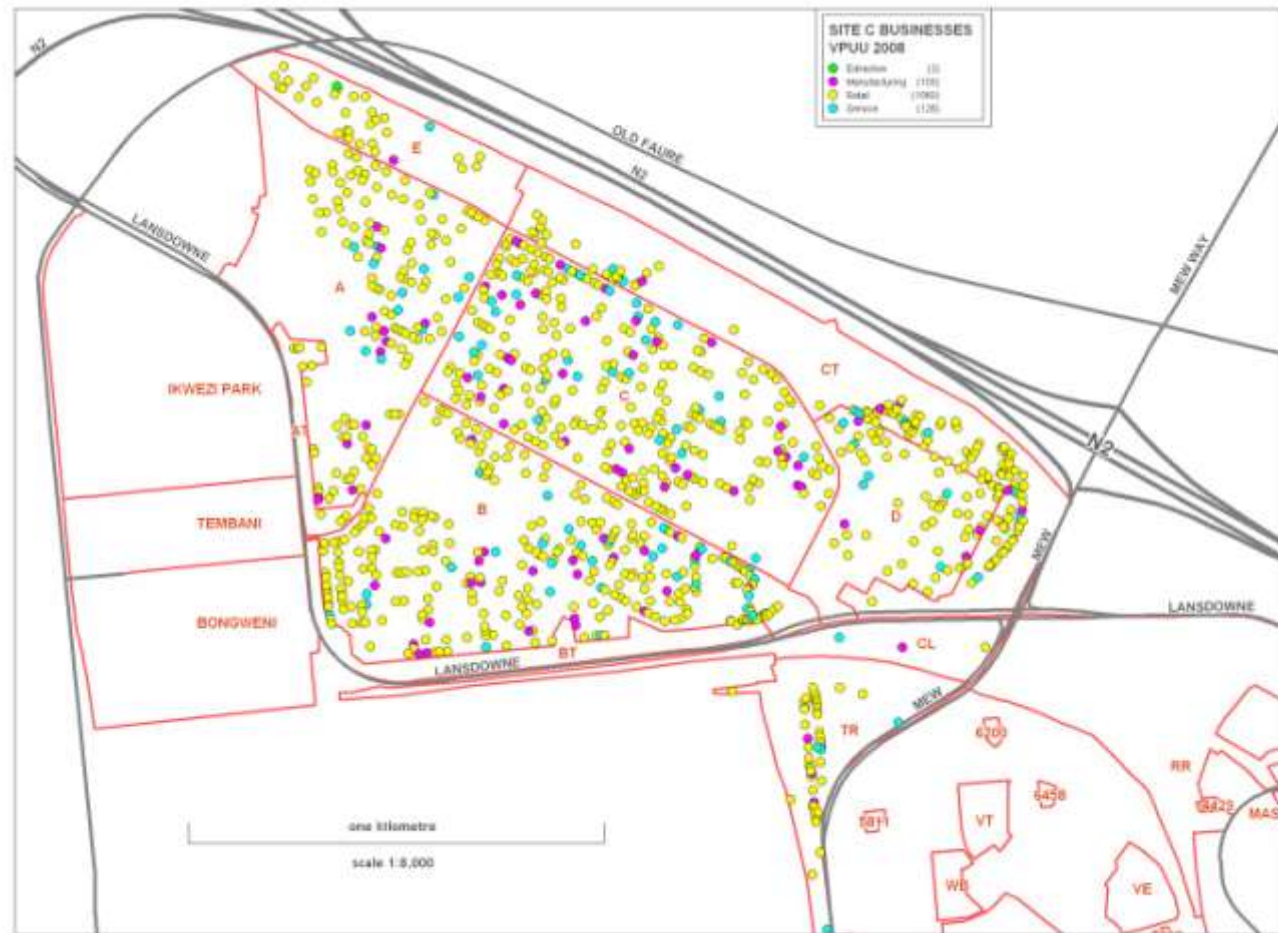 SITE C BUSINESSES
VPUU 2008
Extraction
Manufacturing
Retail
Service
N2
OLD FAURE
N2
E
LANSDOWNE
MEW WAY
A
CT
IKWEZI PARK
C
AT
N2
B
D
TEMBANI
MEW
BONGWENI
LANSDOWNE
CL
BT
LANSDOWNE
MEW
TR
RR
6458
MAS
5811
VT
one kilometre
scale 1:8,000
WB
VE